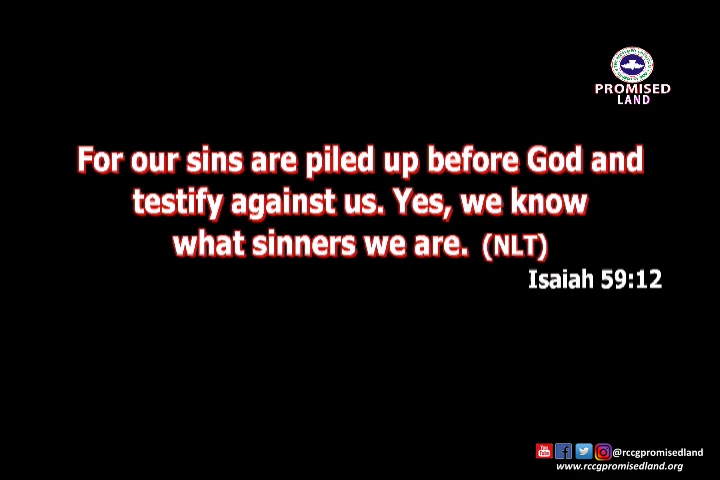 PROMISED
LAND
For our sins are piled up before God and
testify against us. Yes, we know
what sinners we are. (NLT)
Isaiah 59:12
@rccgpromisedland
www.rccgpromisedland.org